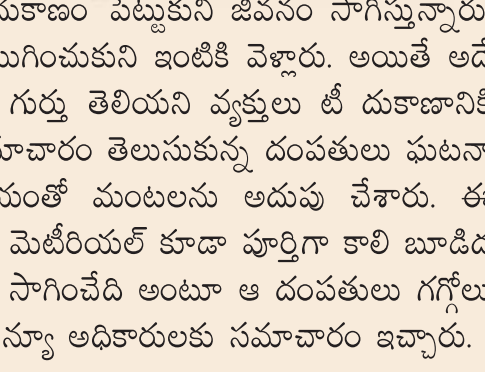 దుకాణం పెట్టుకుని జీవనం సాగిస్తున్నారు
యిగించుకుని ఇంటికి వెళ్లారు. అయితే అదే
గుర్తు తెలియని వ్యక్తులు టీ దుకాణానికి
మాచారం తెలుసుకున్న దంపతులు ఘటనా
యంతో మంటలను అదుపు చేశారు. ఈ
మెటీరియల్ కూడా పూర్తిగా కాలి బూడిద
సాగించేది అంటూ ఆ దంపతులు గగ్గోలు
న్యూ అధికారులకు సమాచారం ఇచ్చారు.